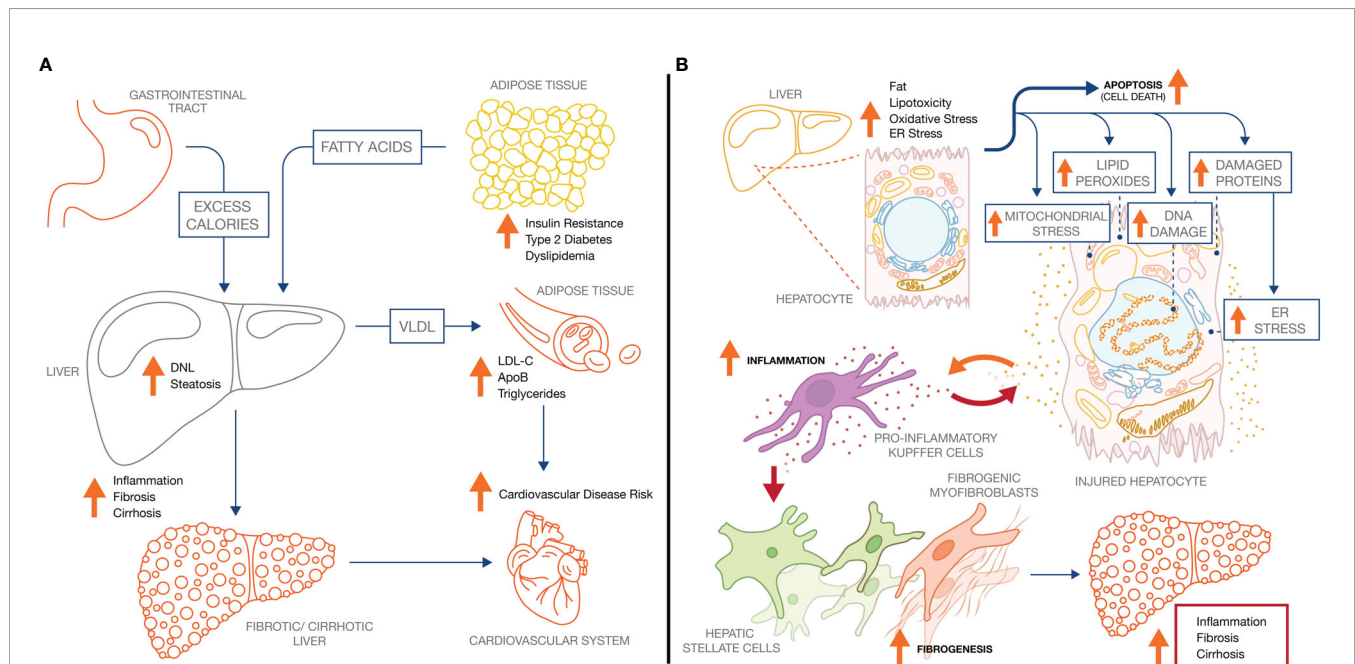 A
GASTROINTESTINAL
TRACT
ADIPOSE TISSUE
FATTY ACIDS
EXCESS
CALORIES
Insulin Resistance
Type 2 Diabetes
Dyslipidemia
ADIPOSE TISSUE
VLDL
LIVER
DNL
Steatosis
LDL-C
ApoB
Triglycerides
Inflammation
Fibrosis
Cirrhosis
Cardiovascular Disease Risk
FIBROTIC/ CIRRHOTIC
LIVER
CARDIOVASCULAR SYSTEM
B
LIVER
Fat
Lipotoxicity
Oxidative Stress
ER Stress
APOPTOSIS
(CELL DEATH)
LIPID
PEROXIDES
DAMAGED
PROTEINS
MITOCHONDRIAL
STRESS
DNA
DAMAGE
HEPATOCYTE
ER
STRESS
INFLAMMATION
PRO-INFLAMMATORY
KUPFFER CELLS
INJURED HEPATOCYTE
FIBROGENIC
MYOFIBROBLASTS
HEPATIC
STELLATE CELLS
FIBROGENESIS
Inflammation
Fibrosis
Cirrhosis